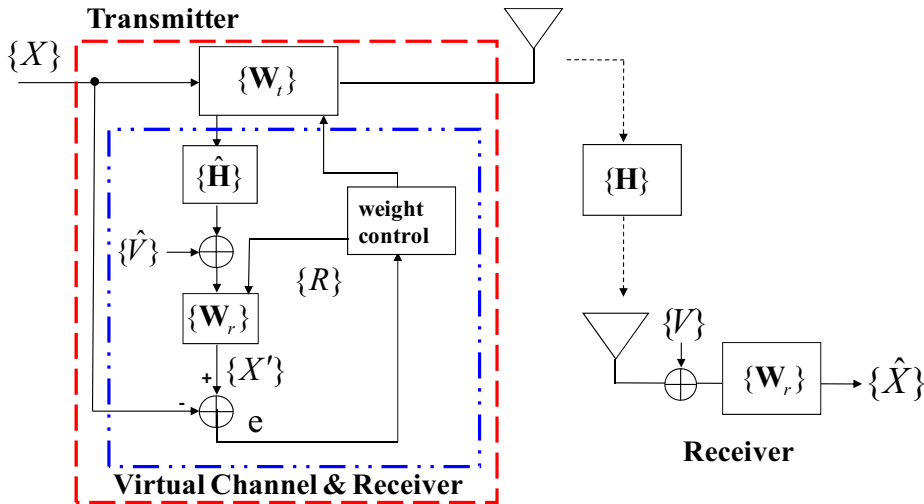 Transmitter
{X}
{W_t}
{Ĥ}
{H}
weight
control
{V̂}
{R}
{W_r}
{V}
+
{X′}
{W_r}
{X̂}
-
e
Receiver
Virtual Channel & Receiver